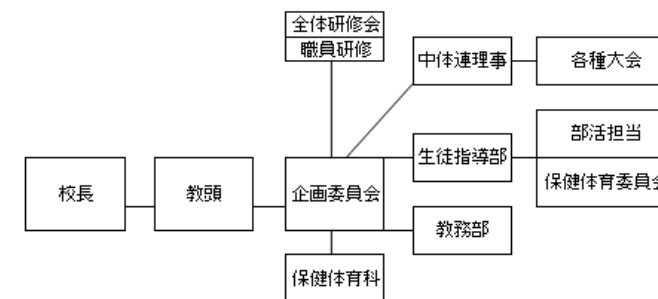 全体研修会
職員研修
中体連理事
各種大会
部活担当
生徒指導部
保健体育委員会
校長
教頭
企画委員会
教務部
保健体育科